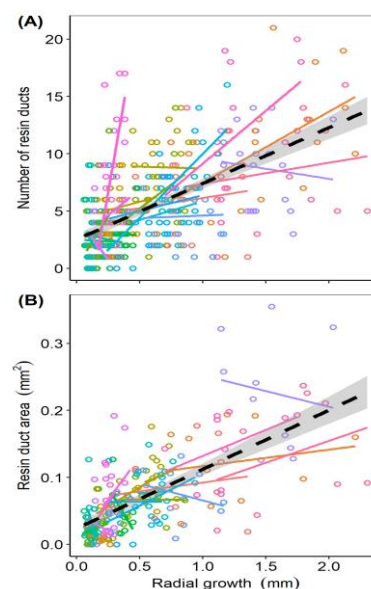 (A)
Number of resin ducts
20
15
10
5
0
(B)
Resin duct area (mm²)
0.3
0.2
0.1
0.0
0.0 0.5 1.0 1.5 2.0
Radial growth (mm)